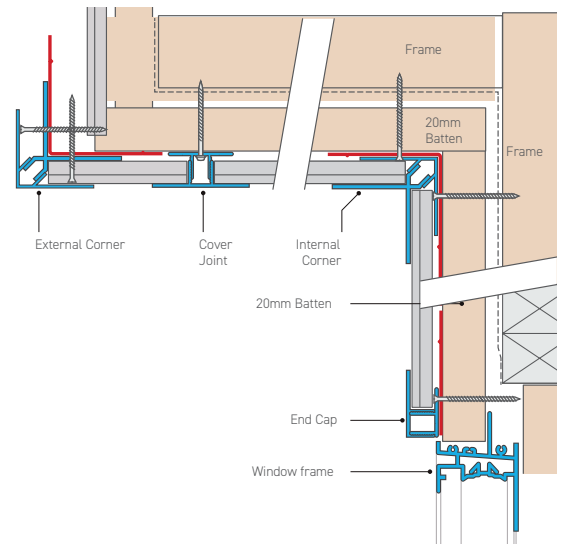 Frame
20mm
Batten
Frame
External Corner
Cover
Joint
Internal
Corner
20mm Batten
End Cap
Window frame